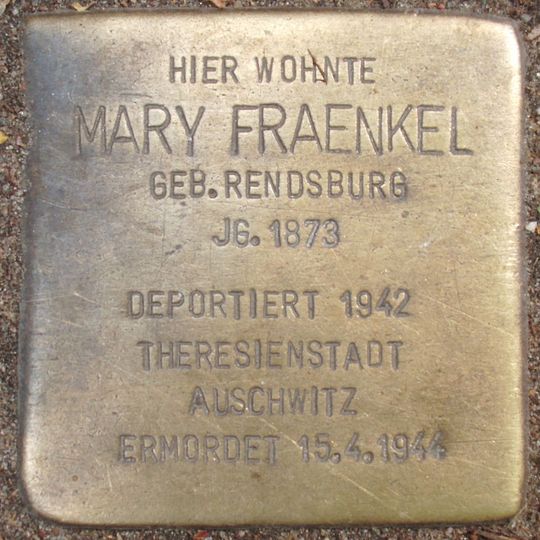 HIER WOHNTE
MARY FRAENKEL
GEB. RENDSBURG
JG. 1873
DEPORTIERT 1942
THERESIENSTADT
AUSCHWITZ
ERMORDET 15.4.1944